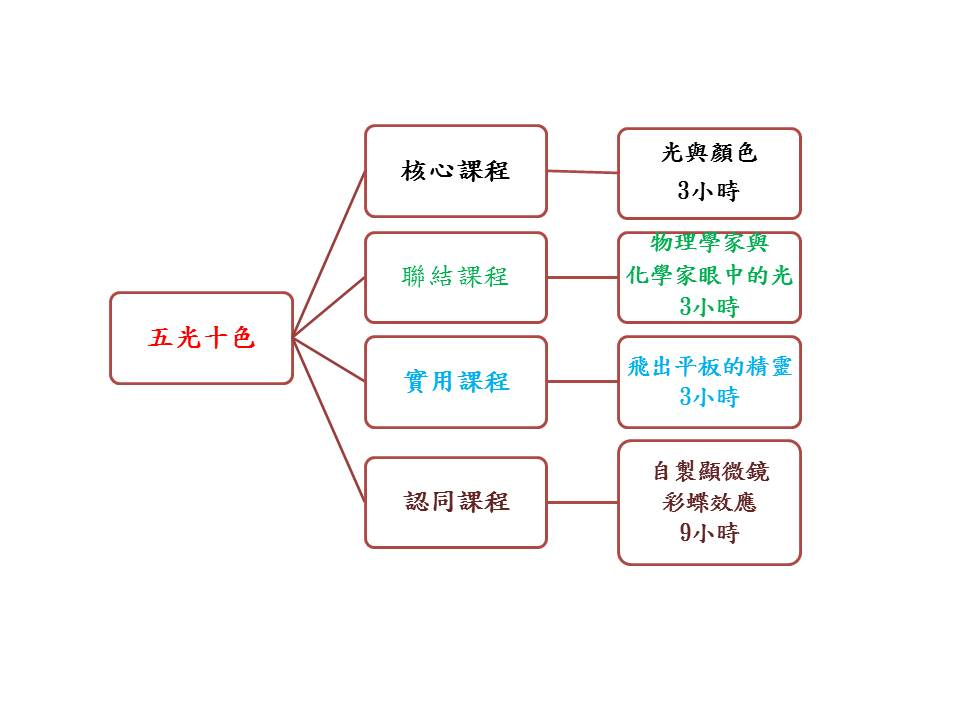 五光十色
核心課程
光與顏色
3小時
聯結課程
物理學家與
化學家眼中的光
3小時
實用課程
飛出平板的精靈
3小時
認同課程
自製顯微鏡
彩蝶效應
9小時